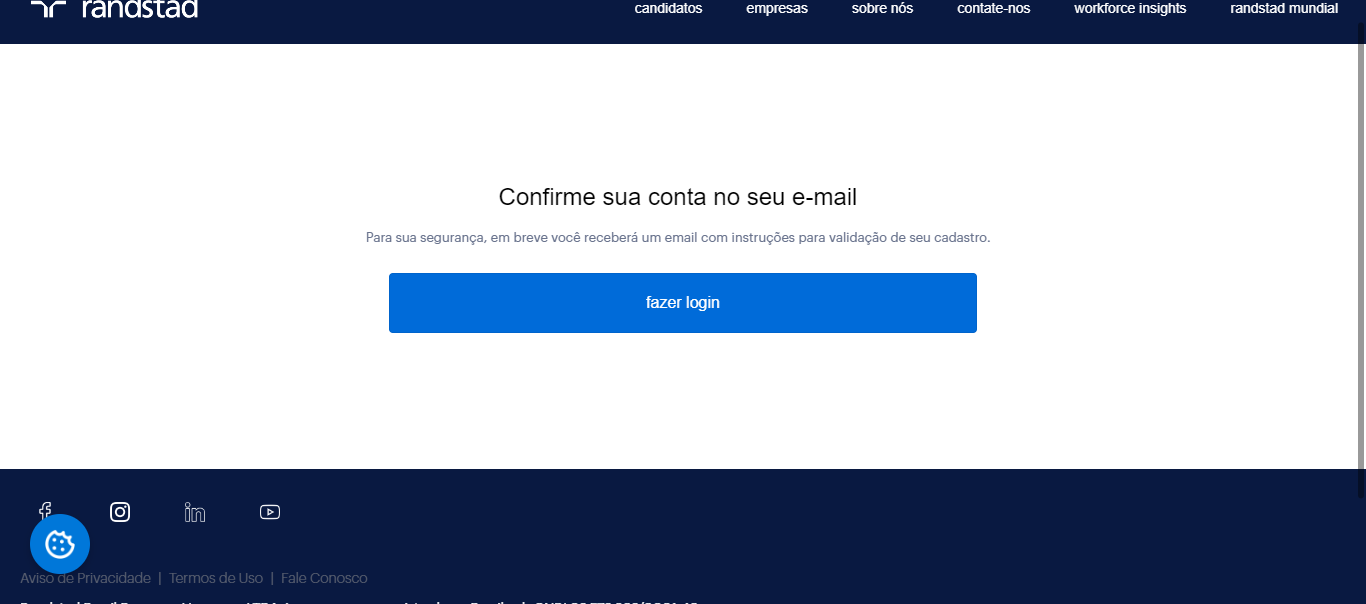 randstad
candidatos empresas sobre nós contate-nos workforce insights randstad mundial
Confirme sua conta no seu e-mail
Para sua segurança, em breve você receberá um email com instruções para validação de seu cadastro.
fazer login
Aviso de Privacidade | Termos de Uso | Fale Conosco